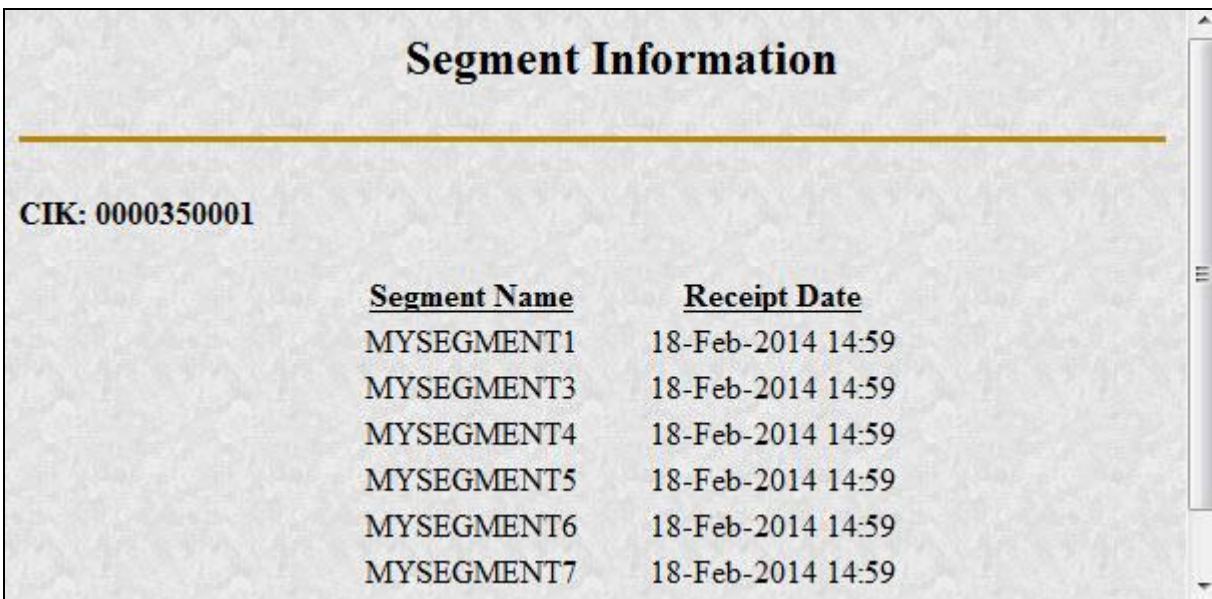 Segment Information
CIK: 0000350001
Segment Name Receipt Date
MYSEGMENT1 18-Feb-2014 14:59
MYSEGMENT3 18-Feb-2014 14:59
MYSEGMENT4 18-Feb-2014 14:59
MYSEGMENT5 18-Feb-2014 14:59
MYSEGMENT6 18-Feb-2014 14:59
MYSEGMENT7 18-Feb-2014 14:59